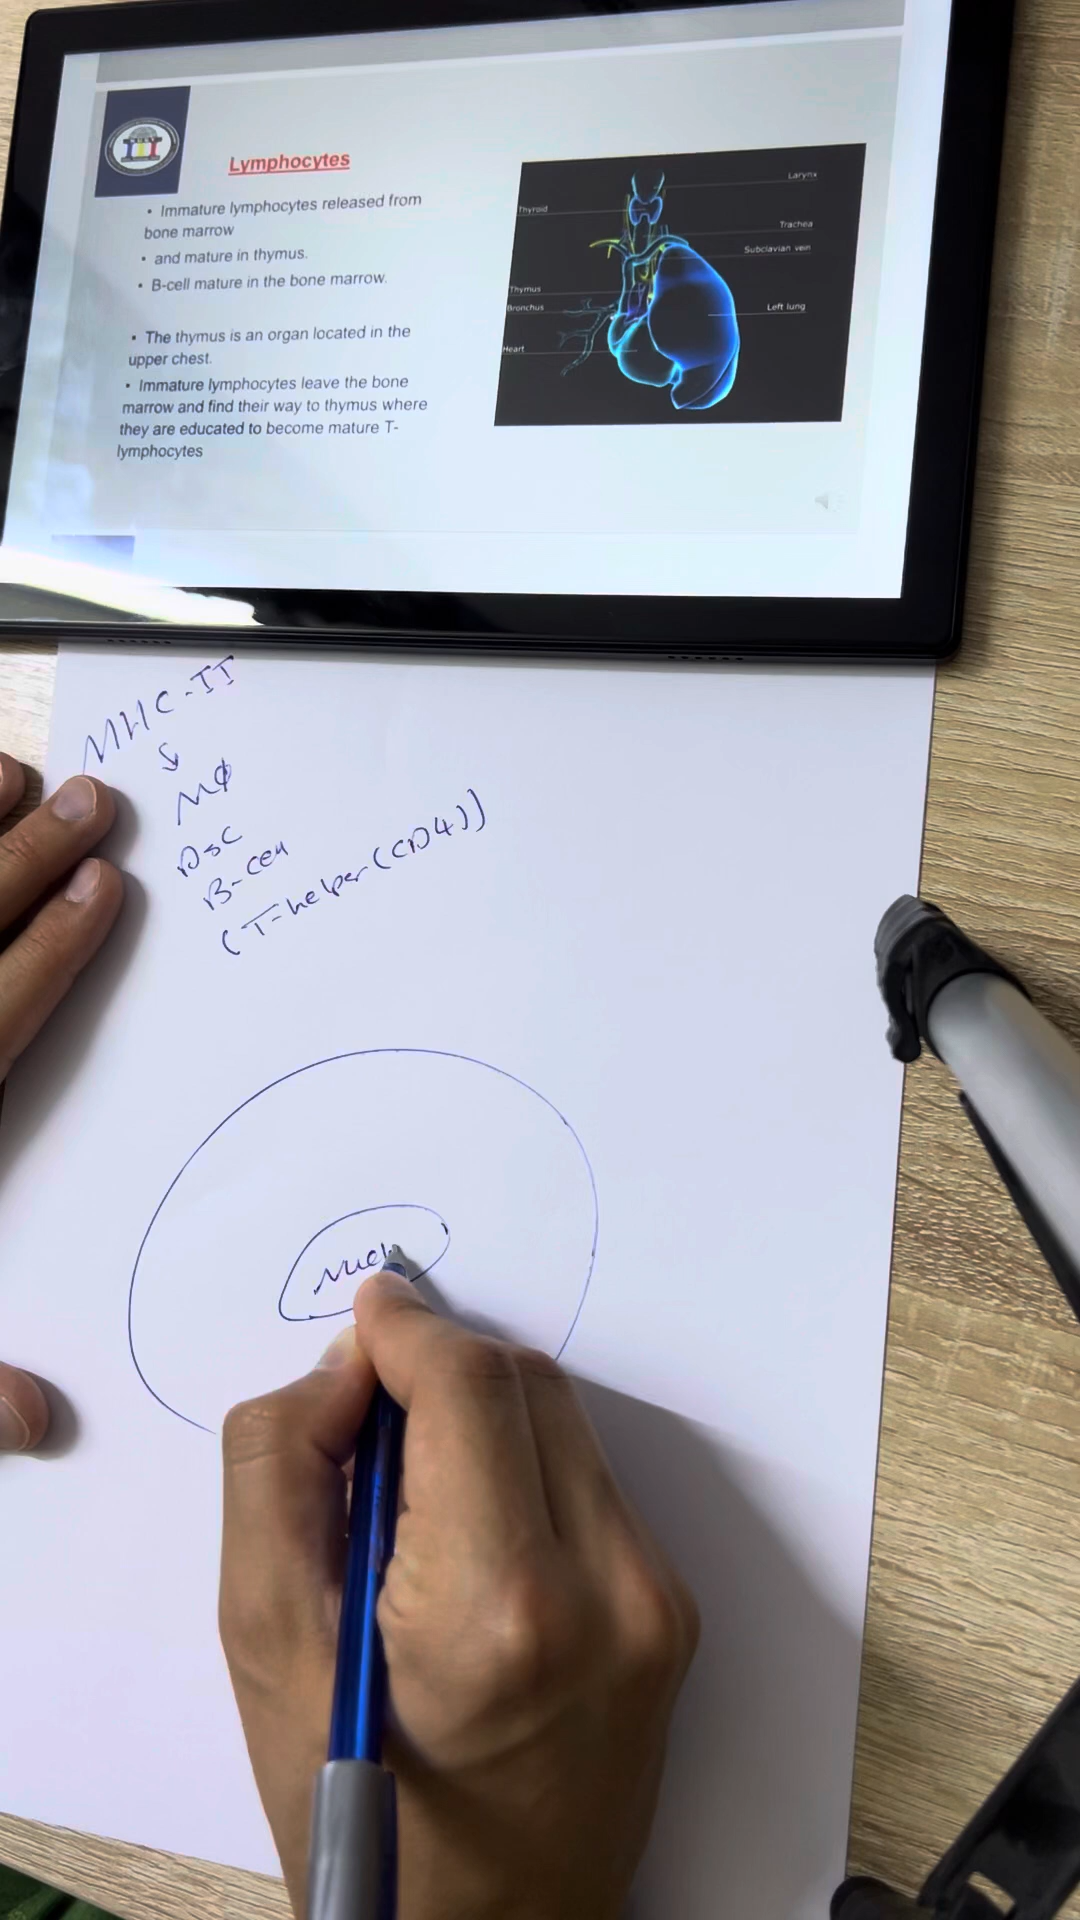 Lymphocytes
• Immature lymphocytes released from
bone marrow
• and mature in thymus.
• B-cell mature in the bone marrow.
• The thymus is an organ located in the
upper chest.
• Immature lymphocytes leave the bone
marrow and find their way to thymus where
they are educated to become mature T-
lymphocytes
Larynx
Thyroid
Trachea
Subclavian vein
Thymus
Bronchus
Left lung
Heart
MHC-II
MΦ
B-cell
(T-helper(CD4))
Nucl